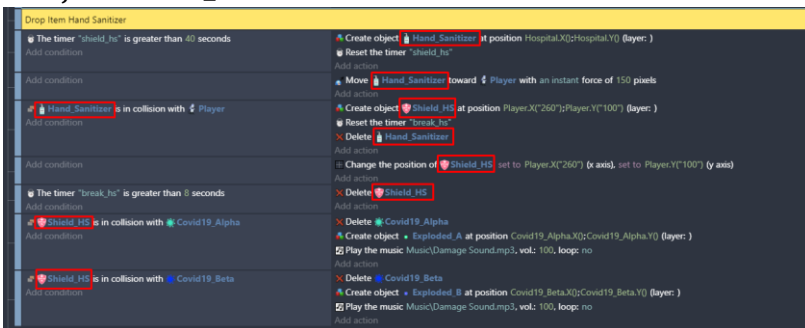 Drop Item Hand Sanitizer
The timer "shield_hs" is greater than 40 seconds
Add condition
Create object Hand_Sanitizer at position Hospital.X();Hospital.Y() (layer: )
Reset the timer "shield_hs"
Add action
Add condition
Move Hand_Sanitizer toward Player with an instant force of 150 pixels
Add action
Hand_Sanitizer is in collision with Player
Add condition
Create object Shield_HS at position Player.X("260");Player.Y("100") (layer: )
Reset the timer "break_hs"
Delete Hand_Sanitizer
Add action
Add condition
Change the position of Shield_HS set to Player.X("260") (x axis), set to Player.Y("100") (y axis)
Add action
The timer "break_hs" is greater than 8 seconds
Add condition
Delete Shield_HS
Add action
Shield_HS is in collision with Covid19_Alpha
Add condition
Delete Covid19_Alpha
Create object Exploded_A at position Covid19_Alpha.X();Covid19_Alpha.Y() (layer: )
Play the music Music\Damage Sound.mp3, vol.: 100, loop: no
Add action
Shield_HS is in collision with Covid19_Beta
Add condition
Delete Covid19_Beta
Create object Exploded_B at position Covid19_Beta.X();Covid19_Beta.Y() (layer: )
Play the music Music\Damage Sound.mp3, vol.: 100, loop: no
Add action